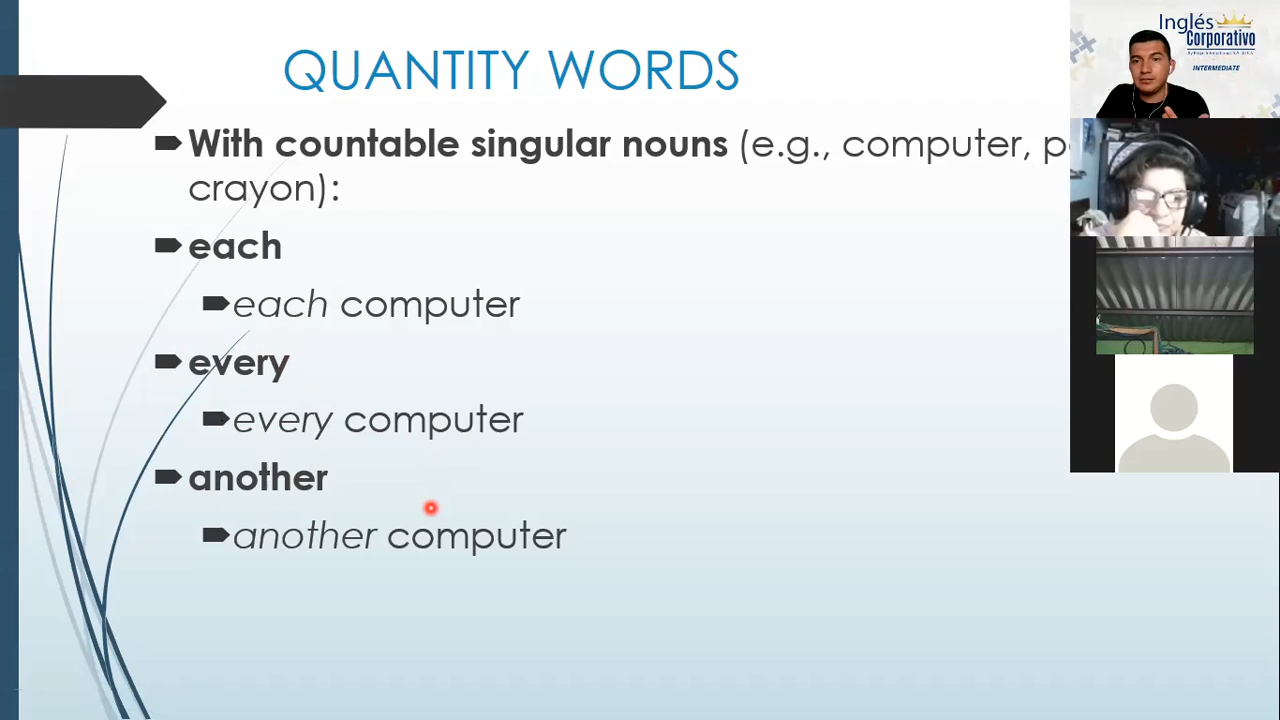 QUANTITY WORDS
With countable singular nouns (e.g., computer,
crayon):
each
each computer
every
every computer
another
another computer
Inglés
Corporativo
INTERMEDIATE